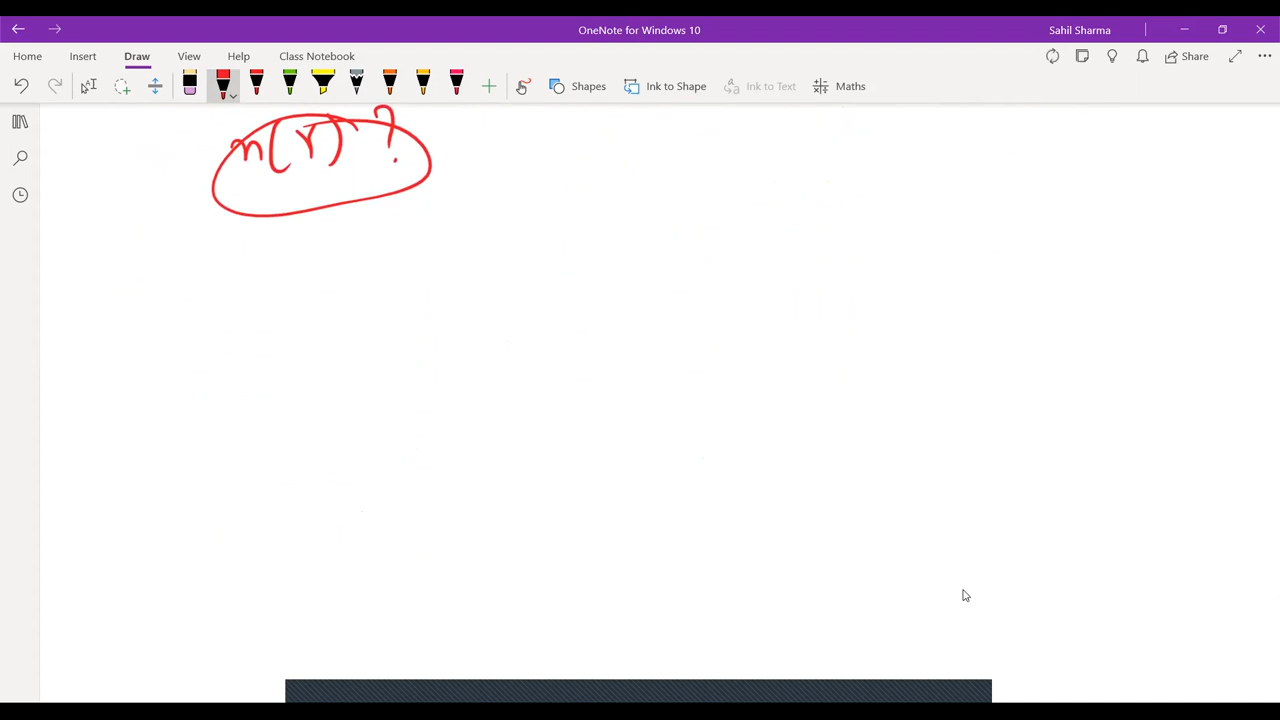 OneNote for Windows 10
Sahil Sharma
Home Insert Draw View Help Class Notebook
Share
Shapes Ink to Shape Ink to Text Maths
n(r) ?